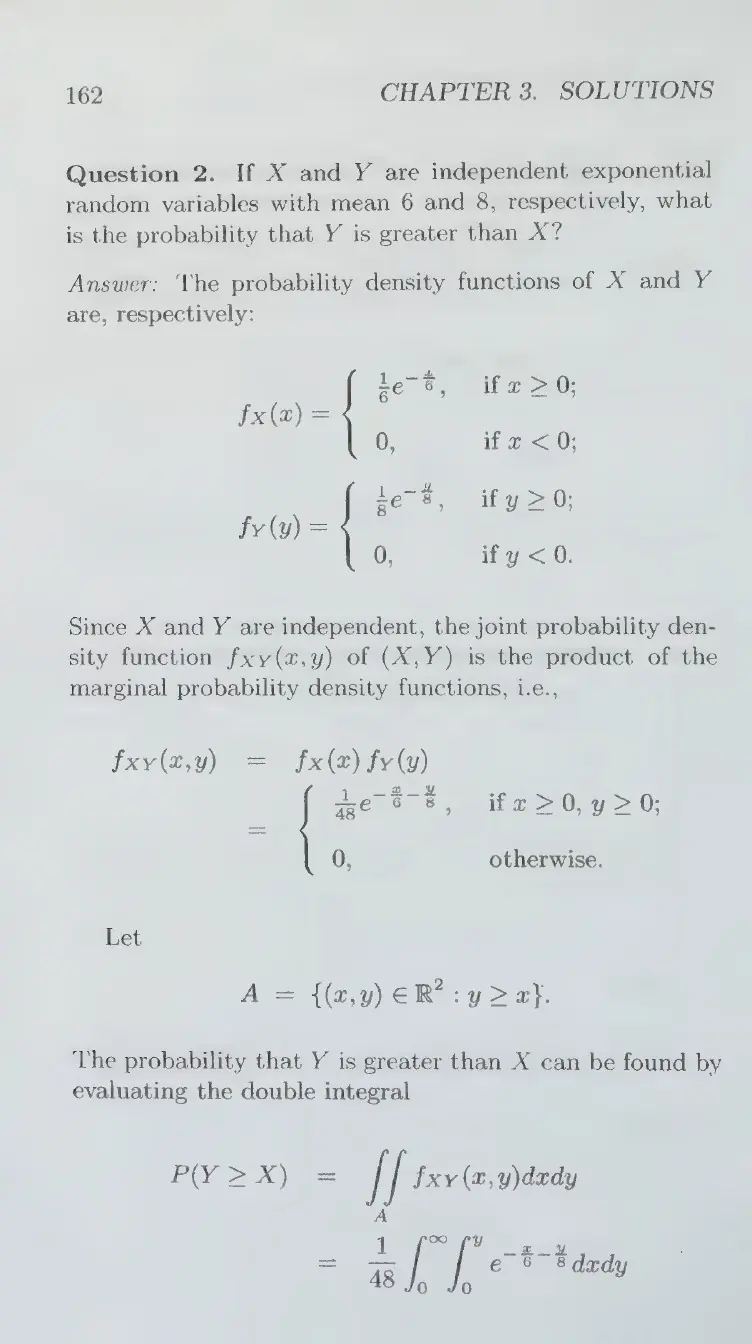 162 CHAPTER 3. SOLUTIONS
Question 2. If X and Y are independent exponential
random variables with mean 6 and 8, respectively, what
is the probability that Y is greater than X?
Answer: The probability density functions of X and Y
are, respectively:
f_X(x) = { 1/6 e^{-x/6}, if x ≥ 0;
0, if x < 0;
f_Y(y) = { 1/8 e^{-y/8}, if y ≥ 0;
0, if y < 0.
Since X and Y are independent, the joint probability den-
sity function f_{XY}(x,y) of (X,Y) is the product of the
marginal probability density functions, i.e.,
f_{XY}(x,y) = f_X(x) f_Y(y)
= { 1/48 e^{-x/6 - y/8}, if x ≥ 0, y ≥ 0;
0, otherwise.
Let
A = {(x,y) ∈ ℝ² : y ≥ x}.
The probability that Y is greater than X can be found by
evaluating the double integral
P(Y ≥ X) = ∬_A f_{XY}(x,y)dxdy
= 1/48 ∫_0^∞ ∫_0^y e^{-x/6 - y/8} dxdy